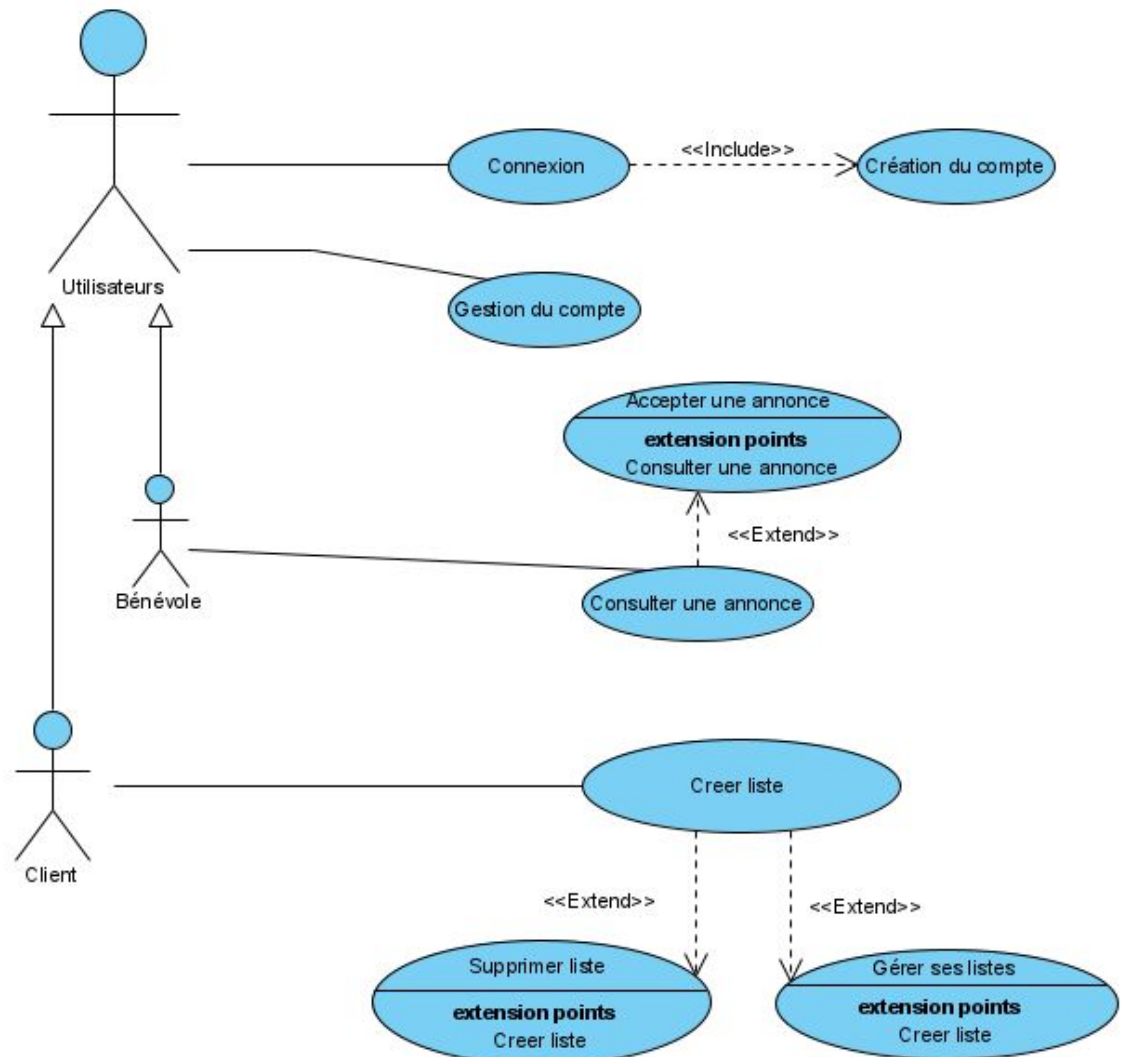 Connexion
<<Include>>
Création du compte
Utilisateurs
Gestion du compte
Accepter une annonce
extension points
Consulter une annonce
<<Extend>>
Consulter une annonce
Bénévole
Creer liste
Client
<<Extend>>
<<Extend>>
Supprimer liste
extension points
Creer liste
Gérer ses listes
extension points
Creer liste